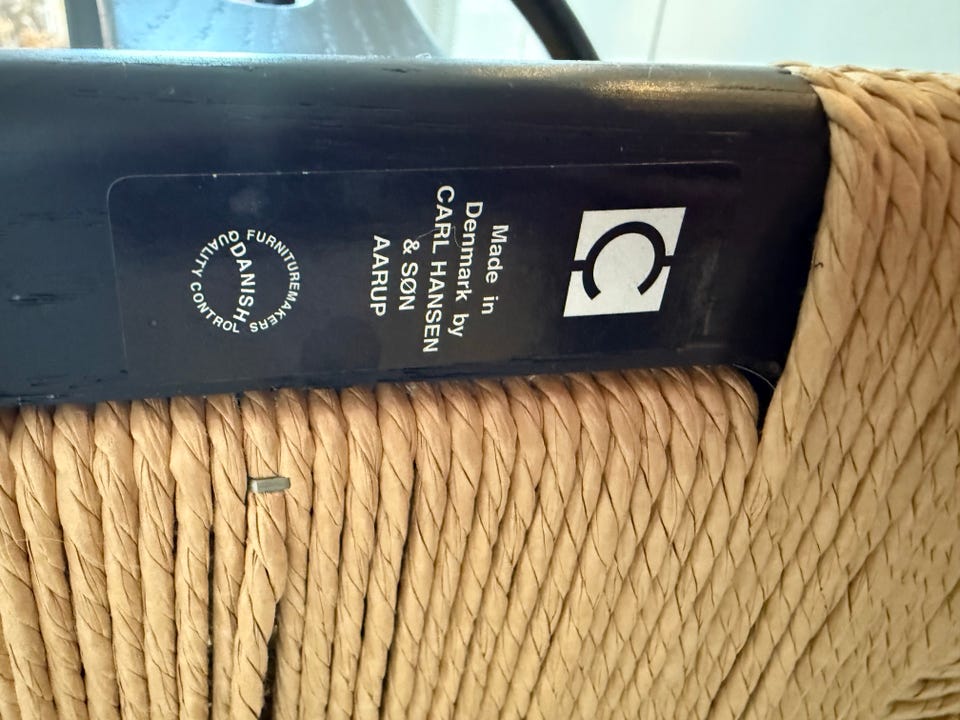 Made in
Denmark by
CARL HANSEN
& SØN
AARUP
DANISH
FURNITUREMAKERS
QUALITY CONTROL